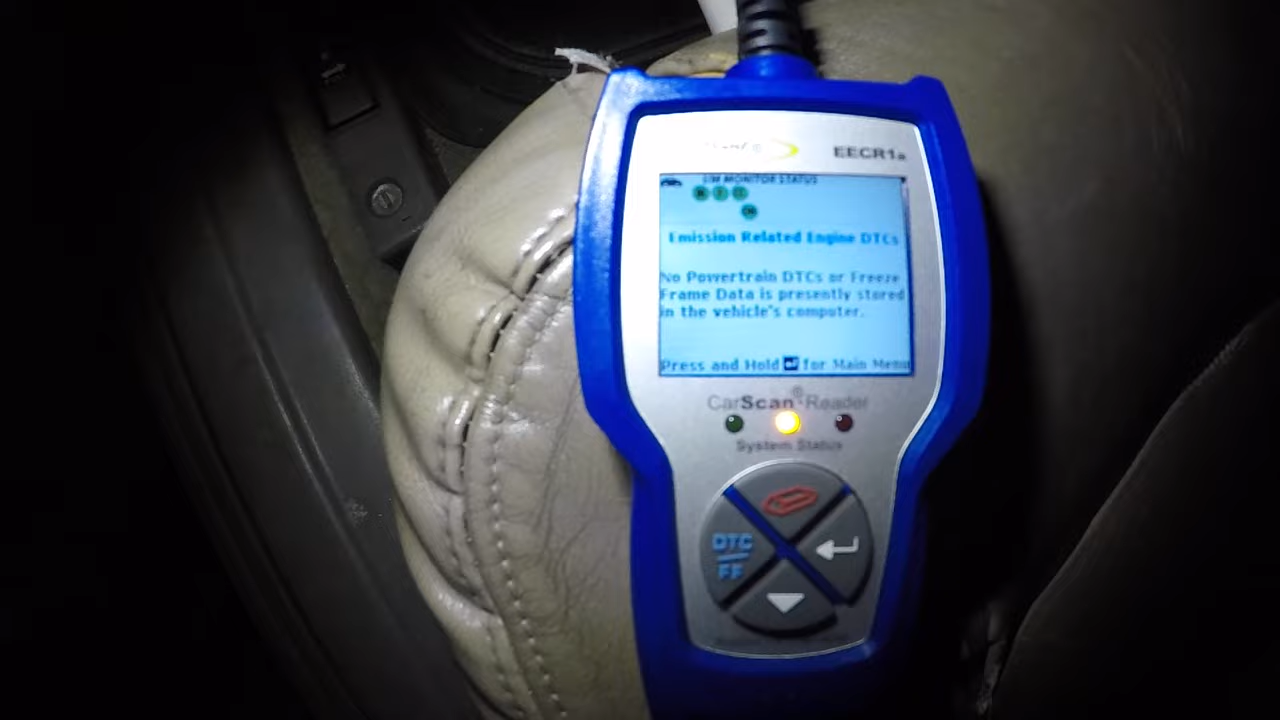 EECR1a
I/M MONITOR STATUS
Emission Related Engine DTCs
No Powertrain DTCs or Freeze
Frame Data is presently stored
in the vehicle's computer.
Press and Hold for Main Menu
CarScan® Reader
System Status
DTC
FF